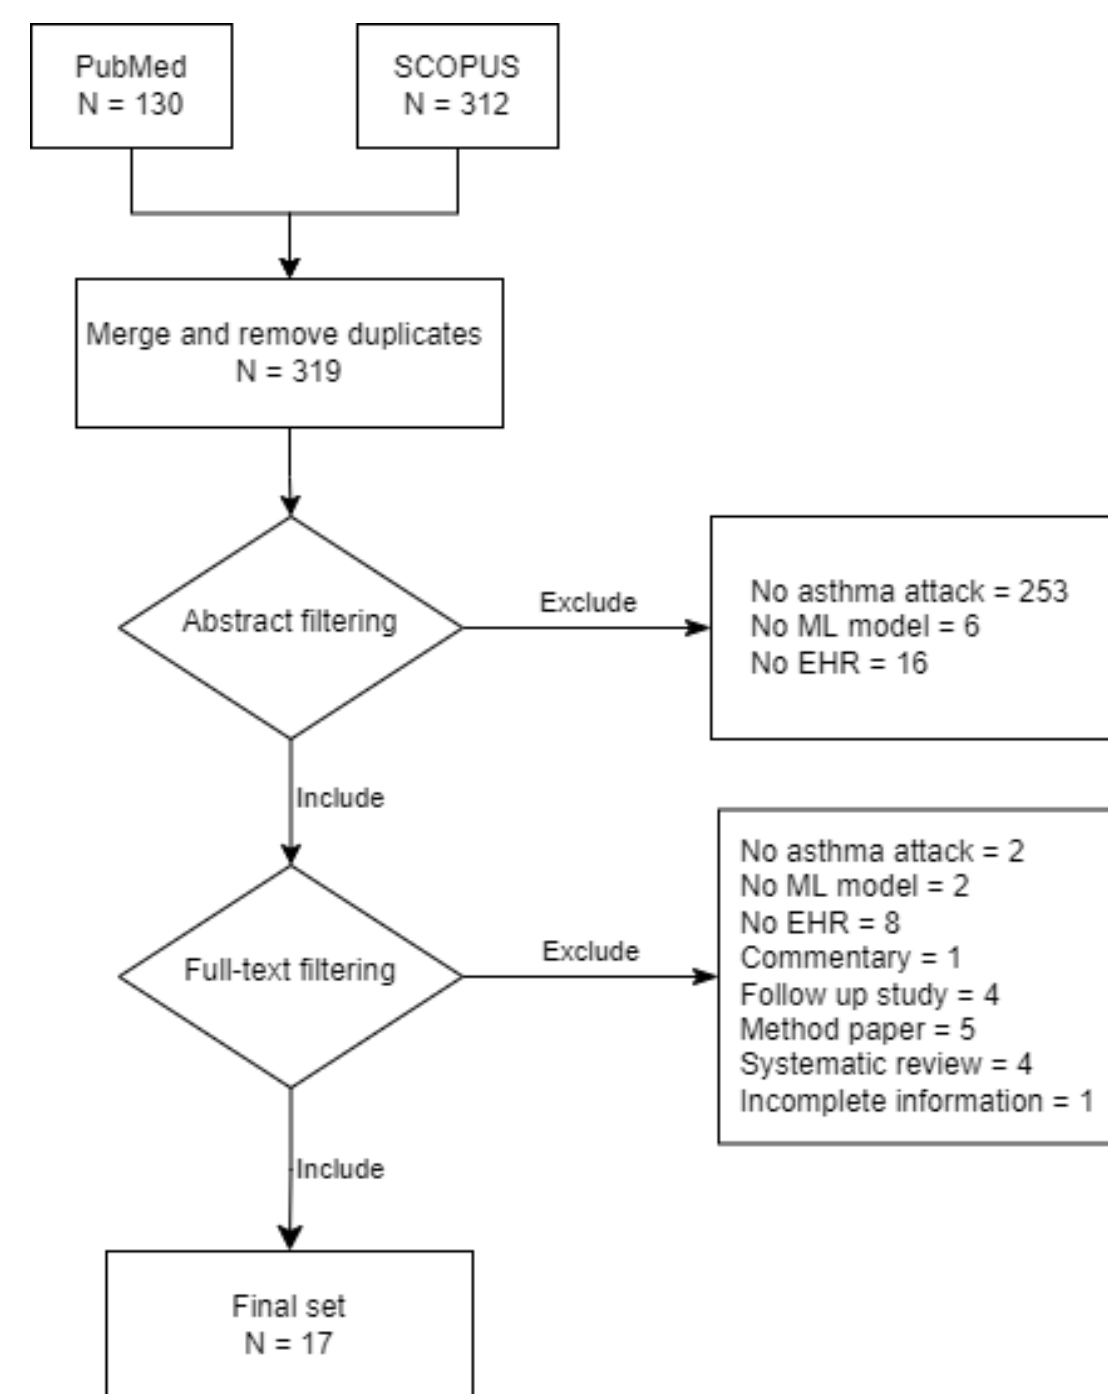 PubMed
N = 130
SCOPUS
N = 312
Merge and remove duplicates
N = 319
Abstract filtering
Exclude
No asthma attack = 253
No ML model = 6
No EHR = 16
Include
Full-text filtering
Exclude
No asthma attack = 2
No ML model = 2
No EHR = 8
Commentary = 1
Follow up study = 4
Method paper = 5
Systematic review = 4
Incomplete information = 1
Include
Final set
N = 17